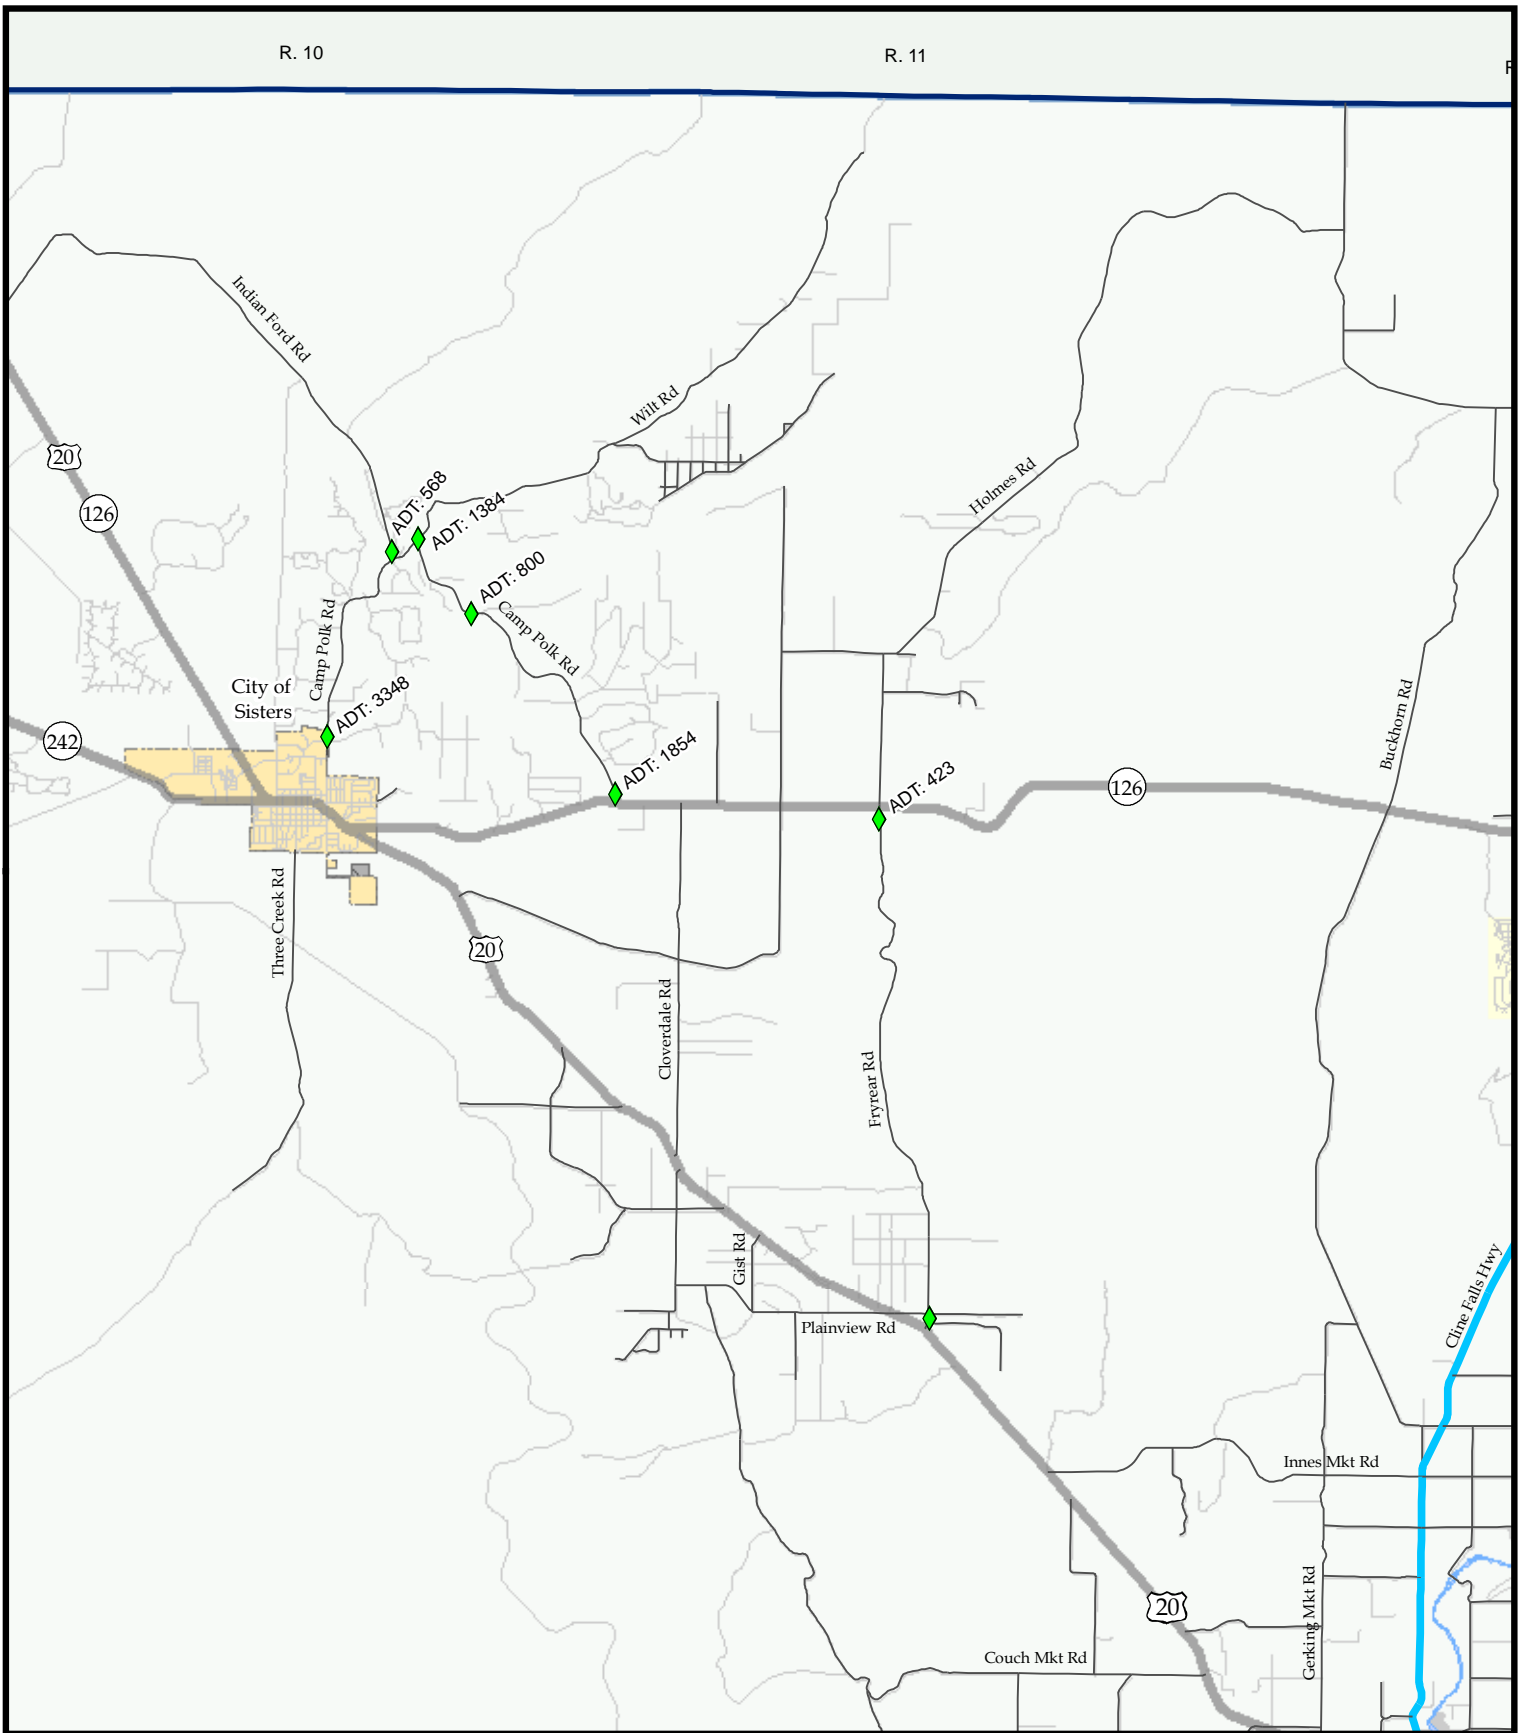 R. 10
R. 11
Indian Ford Rd
Wilt Rd
20
126
ADT: 568
ADT: 1384
Holmes Rd
ADT: 800
Camp Polk Rd
Camp Polk Rd
City of
Sisters
ADT: 3348
242
ADT: 1854
ADT: 423
126
Buckhorn Rd
Three Creek Rd
20
Cloverdale Rd
Fryrear Rd
Gist Rd
Plainview Rd
Cline Falls Hwy
Innes Mkt Rd
20
Gerking Mkt Rd
Couch Mkt Rd